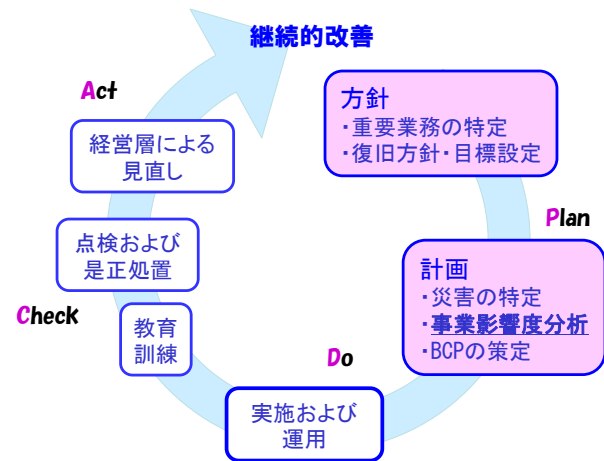 継続的改善
方針
・重要業務の特定
・復旧方針・目標設定
Plan
計画
・災害の特定
・事業影響度分析
・BCPの策定
Do
実施および
運用
教育
訓練
Check
点検および
是正処置
Act
経営層による
見直し